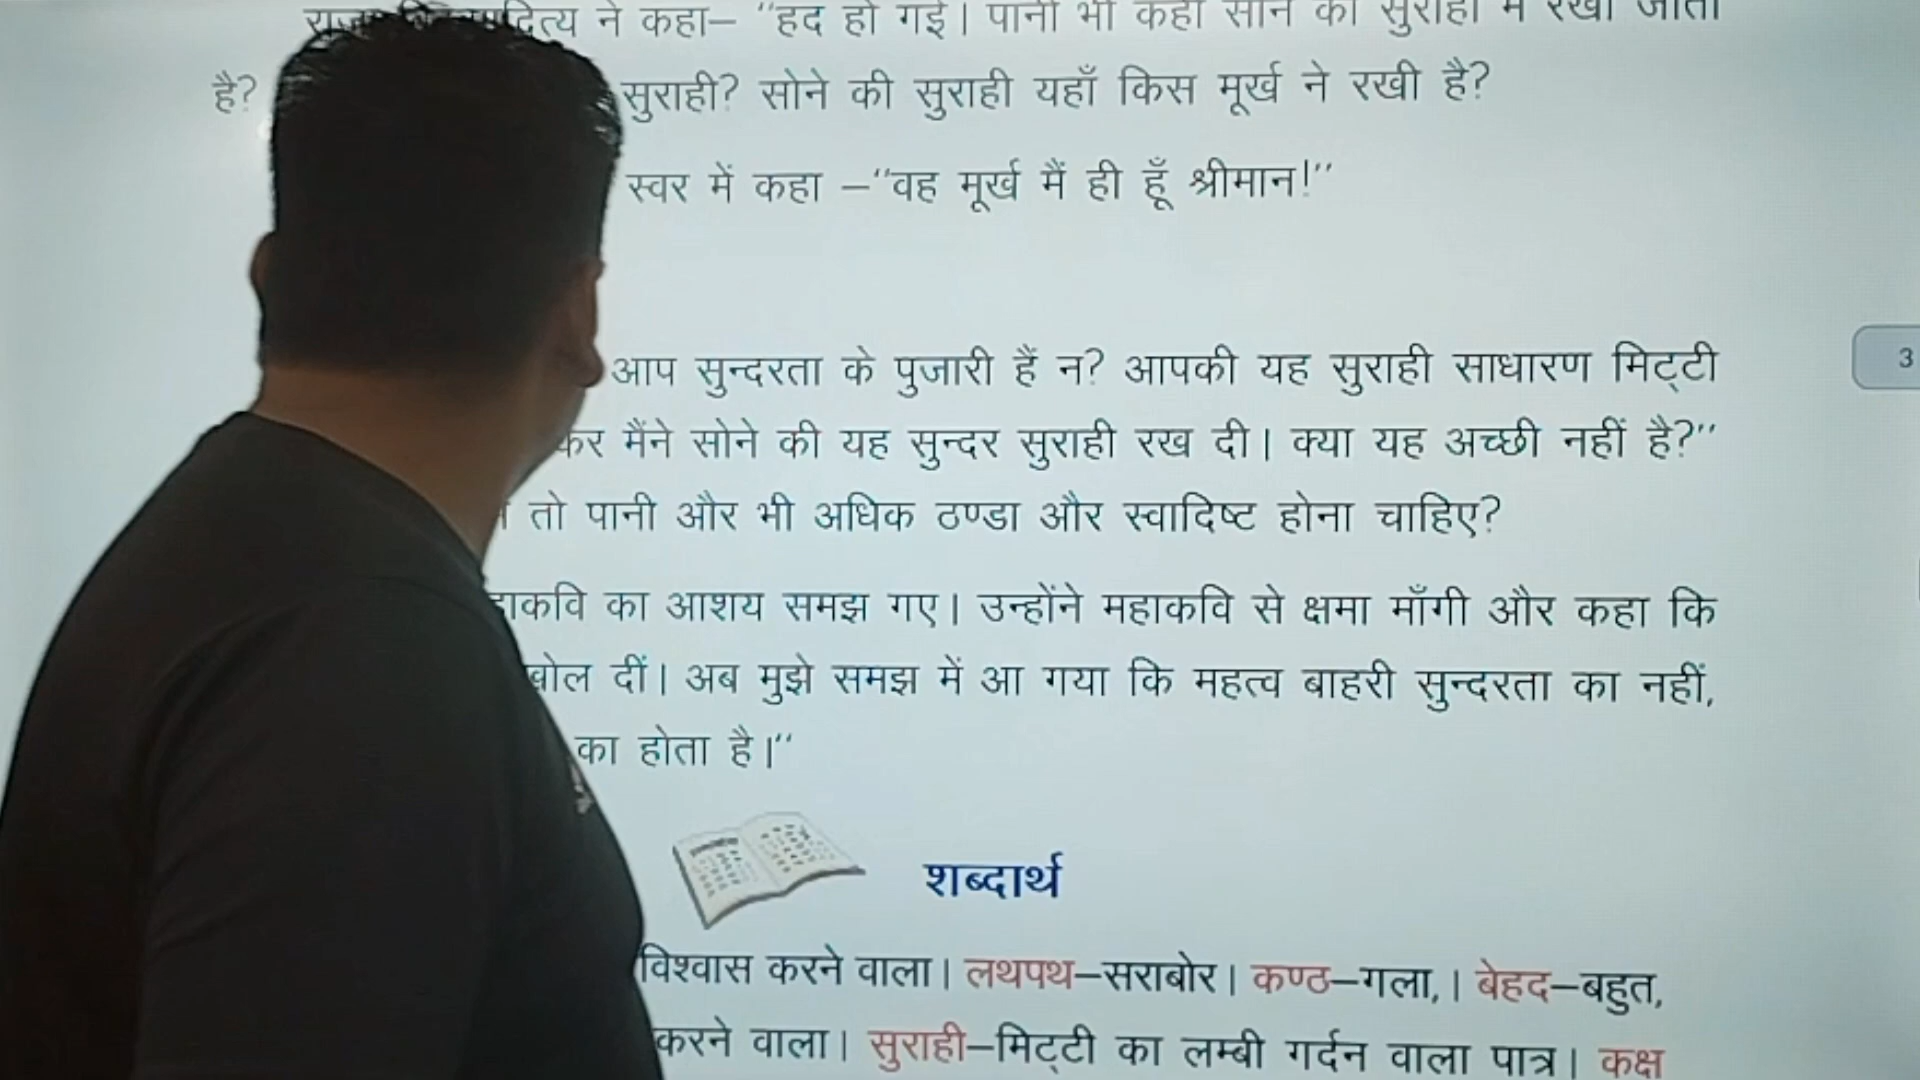 ने कहा– "हद हो गई। पानी भी कहीं सोने की सुराही में रखा जाता
है? सुराही? सोने की सुराही यहाँ किस मूर्ख ने रखी है?
स्वर में कहा –"वह मूर्ख मैं ही हूँ श्रीमान!"
आप सुन्दरता के पुजारी हैं न? आपकी यह सुराही साधारण मिट्टी
3
कर मैंने सोने की यह सुन्दर सुराही रख दी। क्या यह अच्छी नहीं है?"
तो पानी और भी अधिक ठण्डा और स्वादिष्ट होना चाहिए?
का आशय समझ गए। उन्होंने महाकवि से क्षमा माँगी और कहा कि
दीं। अब मुझे समझ में आ गया कि महत्व बाहरी सुन्दरता का नहीं,
का होता है।"
शब्दार्थ
विश्वास करने वाला। लथपथ–सराबोर। कण्ठ–गला,। बेहद–बहुत,
करने वाला। सुराही–मिट्टी का लम्बी गर्दन वाला पात्र। कक्ष